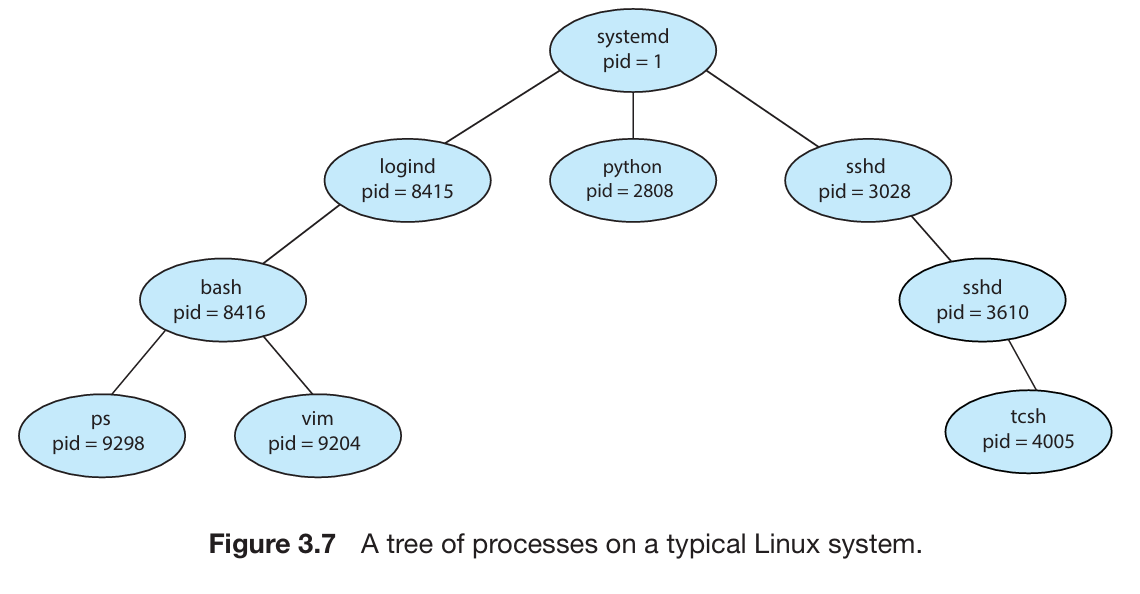 systemd
pid = 1
logind
pid = 8415
python
pid = 2808
sshd
pid = 3028
bash
pid = 8416
sshd
pid = 3610
ps
pid = 9298
vim
pid = 9204
tcsh
pid = 4005
Figure 3.7 A tree of processes on a typical Linux system.